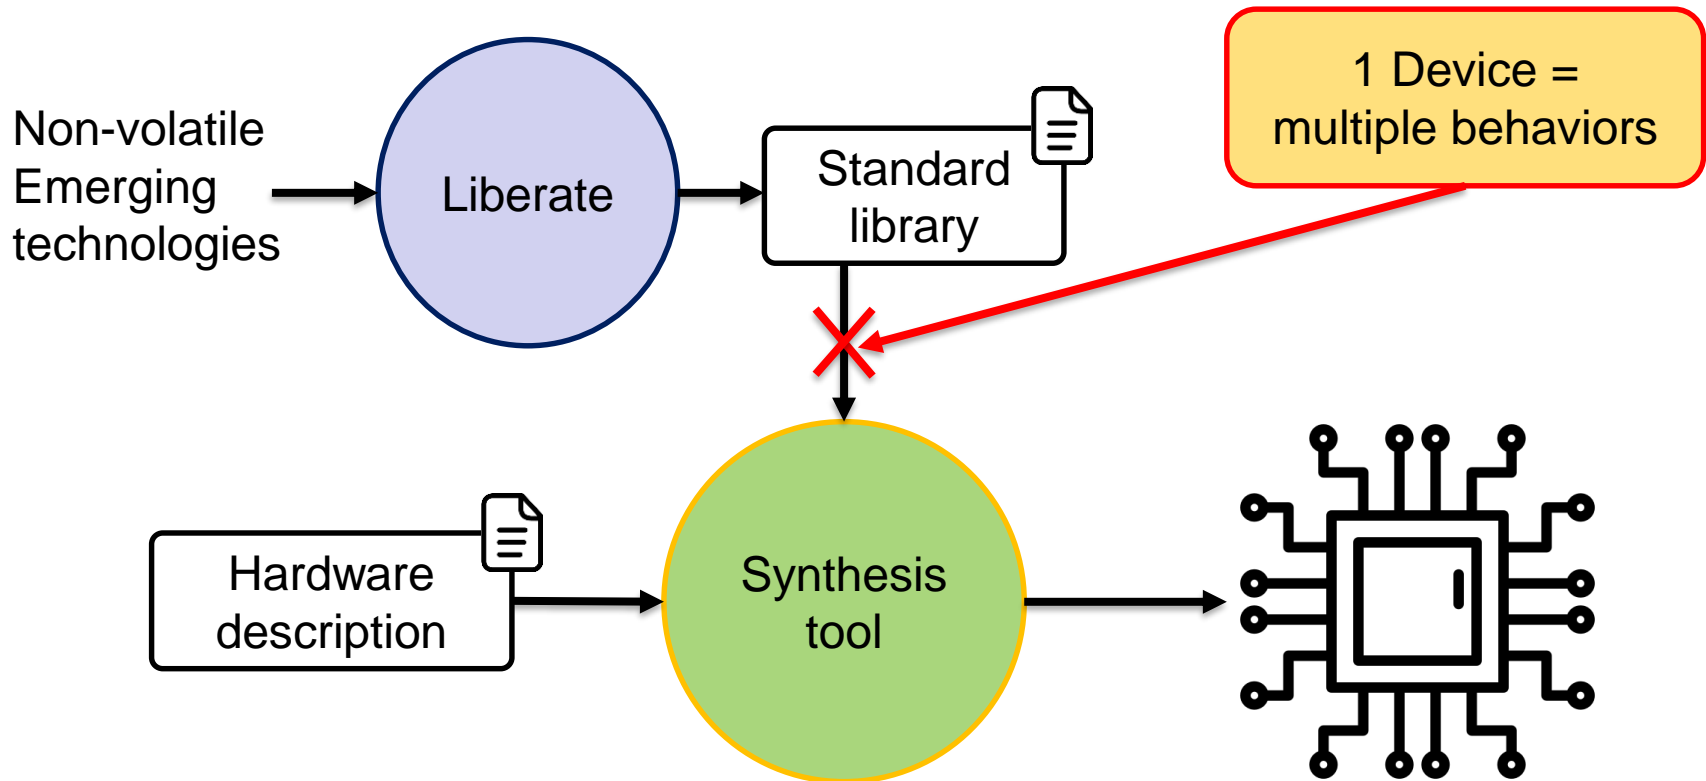 Non-volatile
Emerging
technologies
Liberate
Standard
library
1 Device =
multiple behaviors
Hardware
description
Synthesis
tool